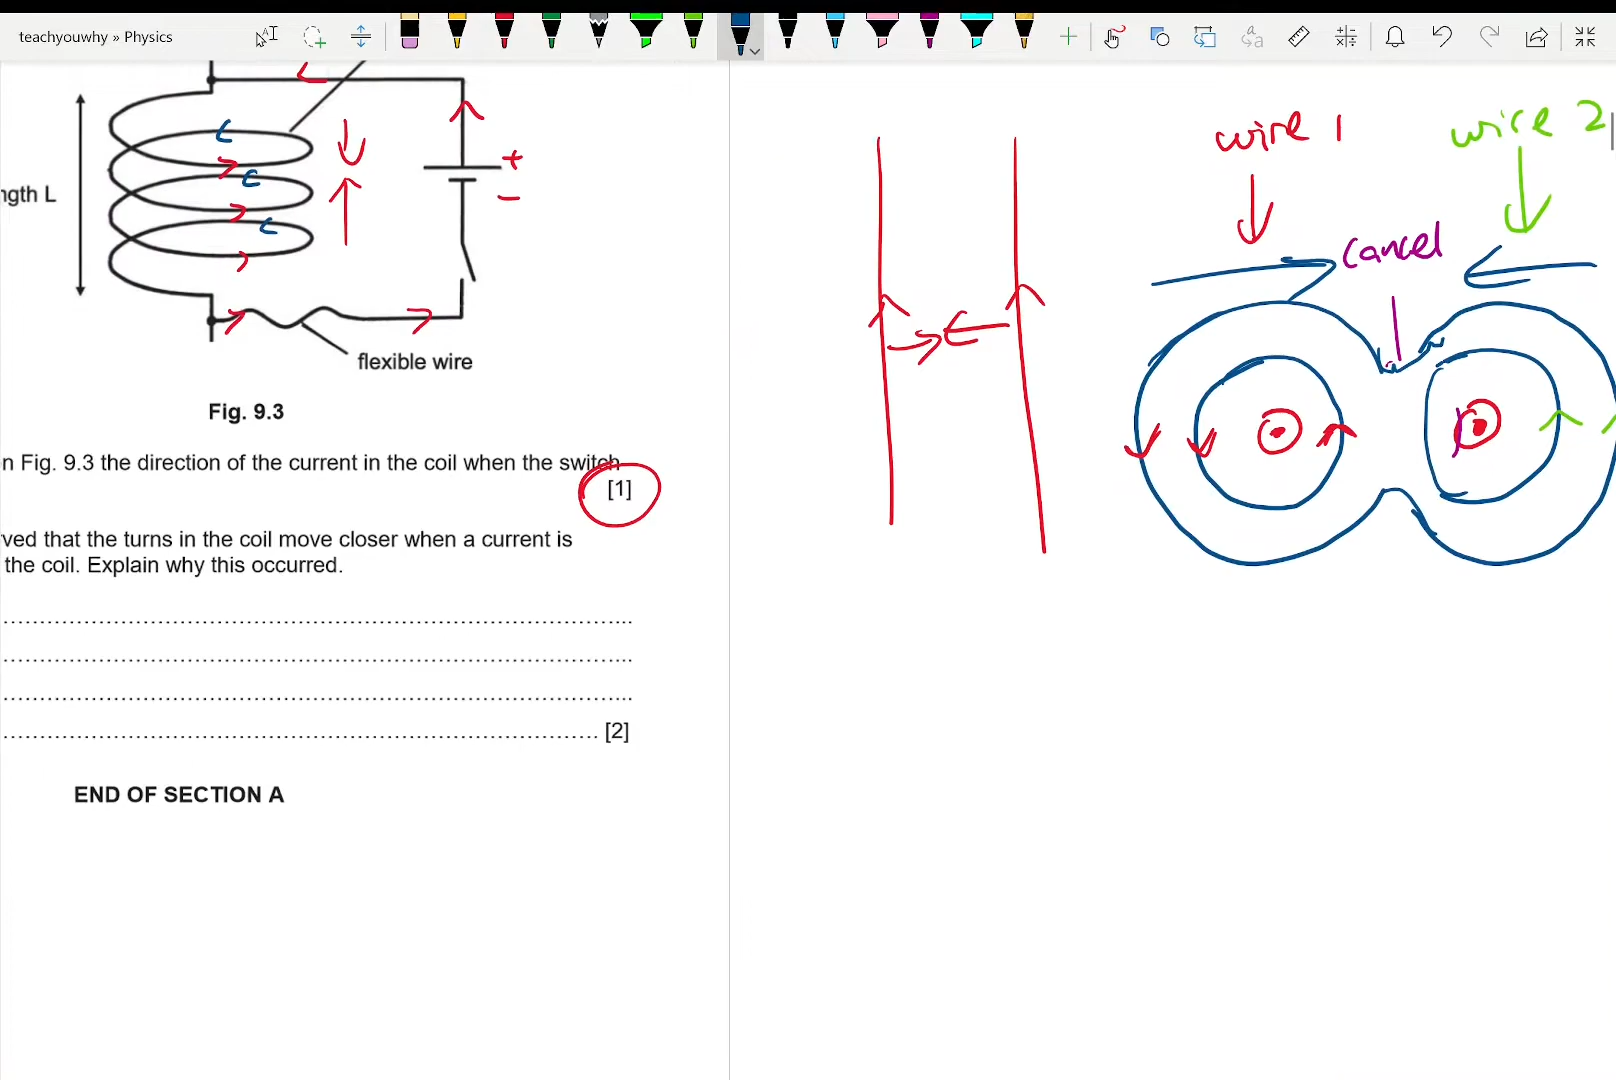 teachyouwhy » Physics
wire 1
wire 2
cancel
+
−
ngth L
flexible wire
Fig. 9.3
n Fig. 9.3 the direction of the current in the coil when the switch
[1]
ved that the turns in the coil move closer when a current is
the coil. Explain why this occurred.
[2]
END OF SECTION A